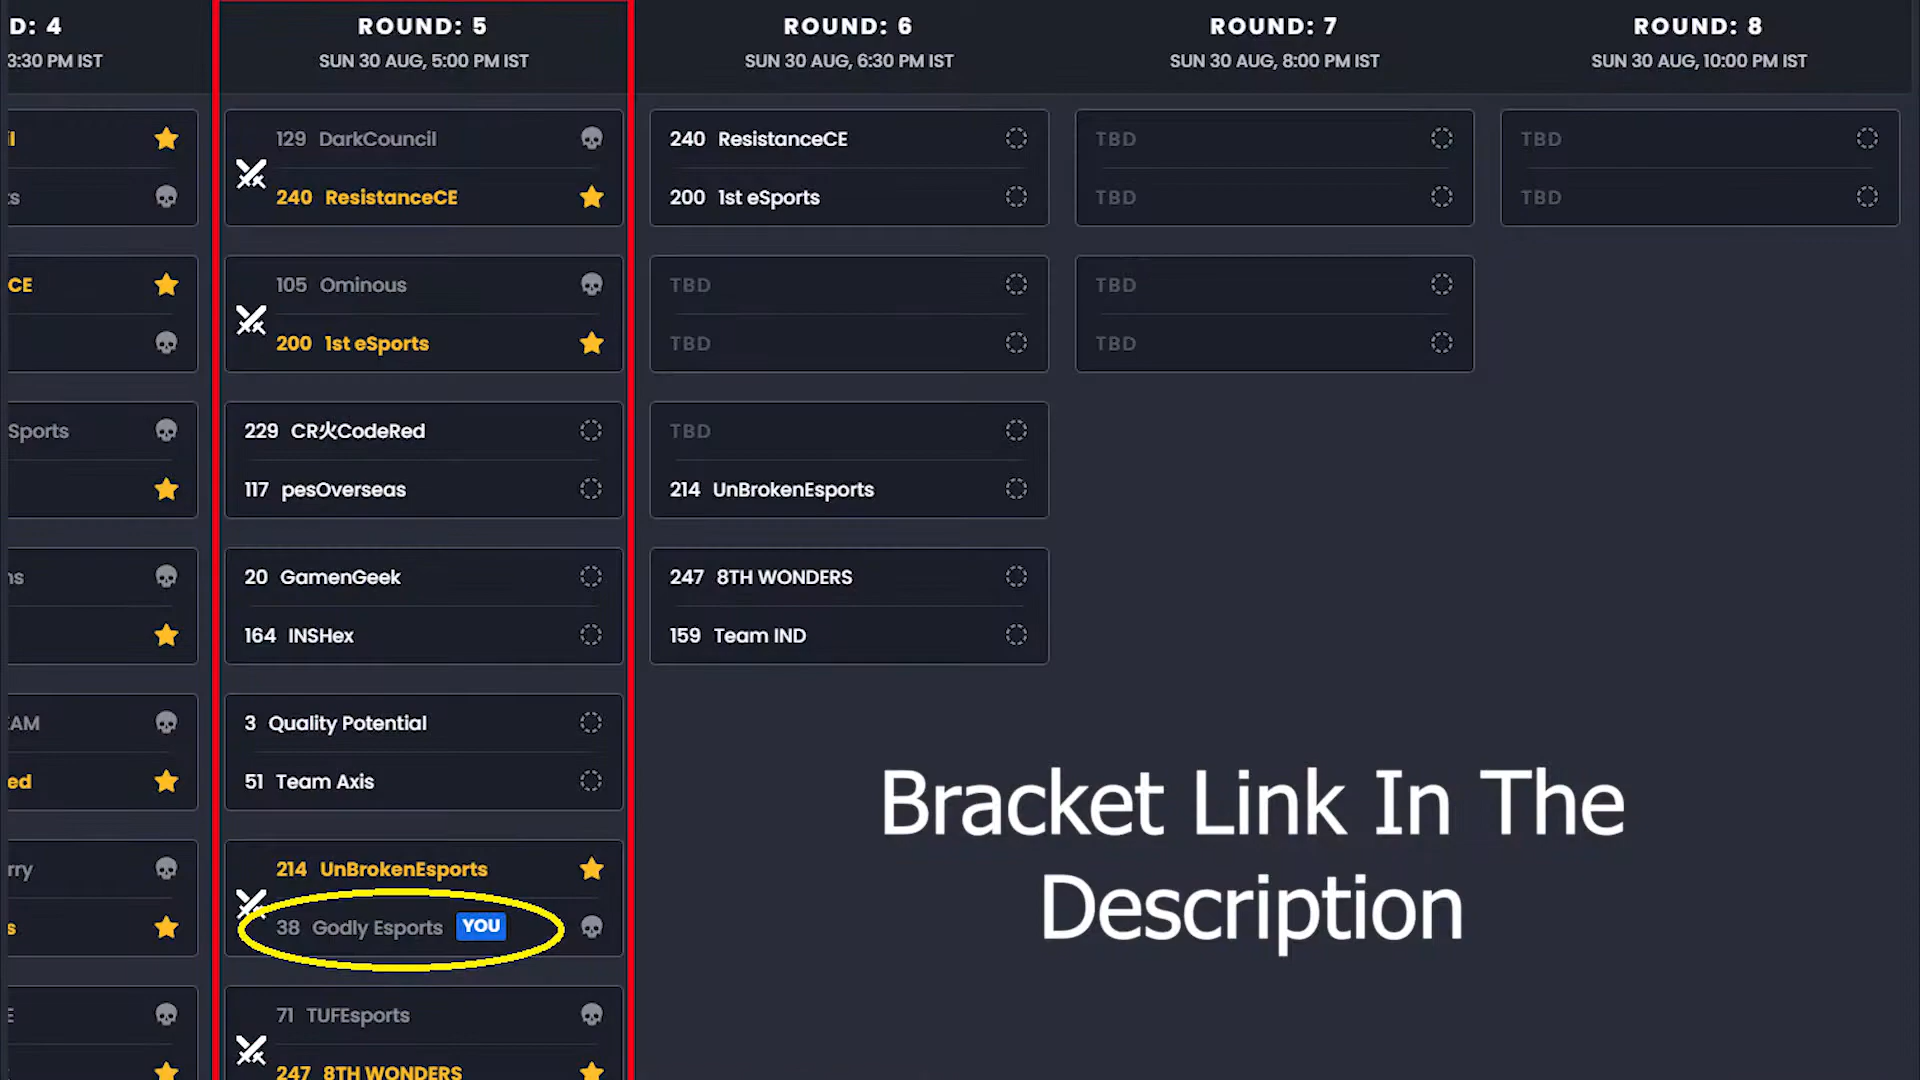 D: 4
3:30 PM IST
ROUND: 5
SUN 30 AUG, 5:00 PM IST
ROUND: 6
SUN 30 AUG, 6:30 PM IST
ROUND: 7
SUN 30 AUG, 8:00 PM IST
ROUND: 8
SUN 30 AUG, 10:00 PM IST
CE
Sports
ns
AM
ed
rry
s
E
129 DarkCouncil
240 ResistanceCE
105 Ominous
200 1st eSports
229 CR火CodeRed
117 pesOverseas
20 GamenGeek
164 INSHex
3 Quality Potential
51 Team Axis
214 UnBrokenEsports
38 Godly Esports YOU
71 TUFEsports
247 8TH WONDERS
240 ResistanceCE
200 1st eSports
TBD
TBD
TBD
214 UnBrokenEsports
247 8TH WONDERS
159 Team IND
TBD
TBD
TBD
TBD
TBD
TBD
Bracket Link In The
Description